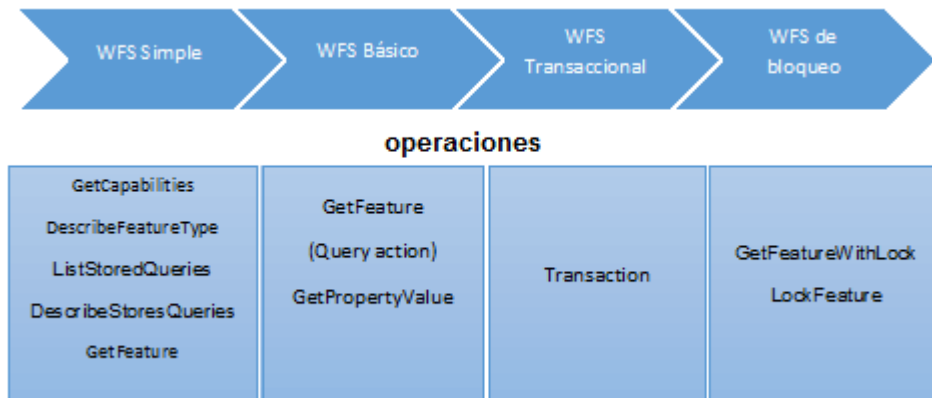 WFS Simple
WFS Básico
WFS
Transaccional
WFS de
bloqueo
operaciones
GetCapabilities
DescribeFeatureType
ListStoredQueries
DescribeStoresQueries
GetFeature
GetFeature
(Query action)
GetPropertyValue
Transaction
GetFeatureWithLock
LockFeature